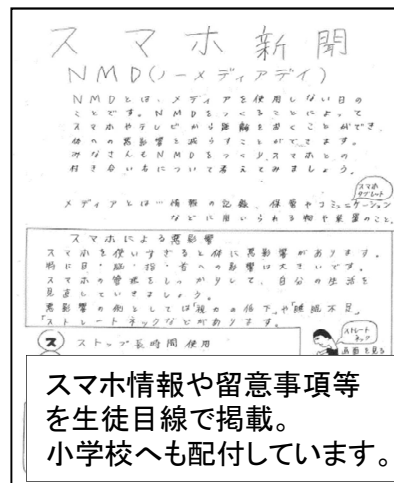 スマホ新聞
NMD(ノーメディアデイ)
NMDとは、メディアを使用しない日の
ことです。NMDをつくることによって
スマホやテレビから距離を置くことができ、
体への悪影響を減らすことができます。
みなさんもNMDをつくり、スマホとの
付き合い方について考えてみましょう。
スマホ
タブレット
メディアとは…情報の記録、保管やコミュニケーション
などに用いられる物や装置のこと。
スマホによる悪影響
スマホを使いすぎると体に悪影響があります。
特に目・脳・指・首への影響は大きいです。
スマホの管理をしっかりして、自分の生活を
見直していきましょう。
悪影響の例としては「視力の低下」や「睡眠不足」
「ストレートネック」などがあります。
ス ストップ長時間使用
ストレート
ネック
画面を見る
スマホ情報や留意事項等
を生徒目線で掲載。
小学校へも配付しています。